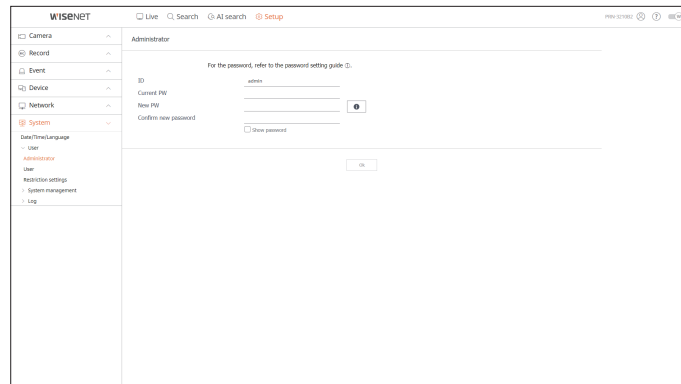 WISENET
Live Search AI search Setup
Camera
Record
Event
Device
Network
System
Date/Time/Language
User
Administrator
User
Restriction settings
System management
Log
Administrator
For the password, refer to the password setting guide ⓘ.
ID admin
Current PW
New PW
Confirm new password
Show password
Ok